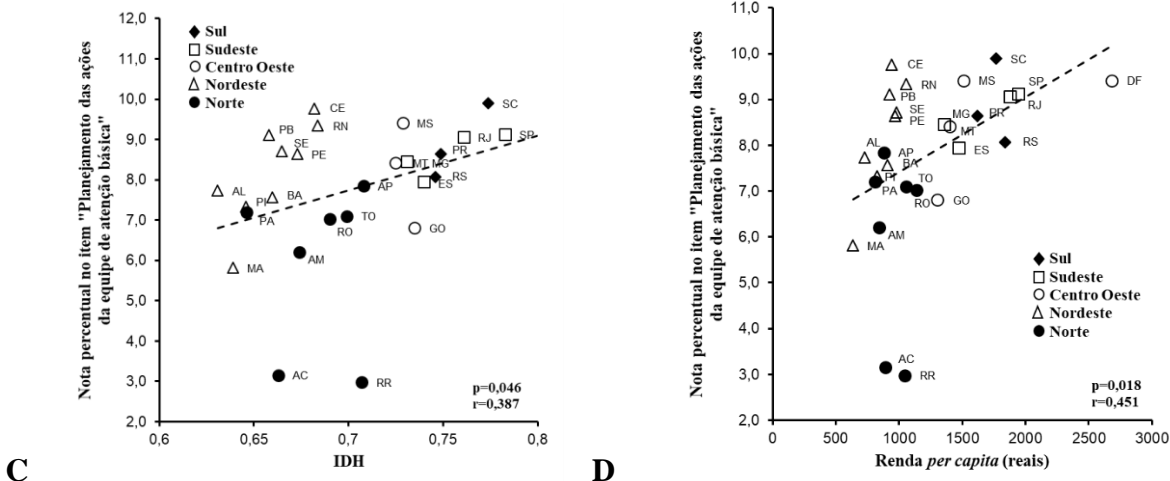 Nota percentual no item "Planejamento das ações
da equipe de atenção básica"
12,0
11,0
10,0
9,0
8,0
7,0
6,0
5,0
4,0
3,0
2,0
Sul
Sudeste
Centro Oeste
Nordeste
Norte
SC
CE
RN
MS
PB
SE
PE
RJ
SP
PR
MT
MG
RS
ES
AL
AP
PI
BA
PA
RO
TO
GO
AM
MA
AC
RR
p=0,046
r=0,387
0,6
0,65
0,7
0,75
0,8
IDH
C
Nota percentual no item "Planejamento das ações
da equipe de atenção básica"
11,0
10,0
9,0
8,0
7,0
6,0
5,0
4,0
3,0
2,0
SC
CE
RN
MS
SP
DF
PB
RJ
SE
PE
MG
PR
MT
RS
ES
AL
AP
BA
PI
PA
TO
RO
GO
AM
MA
Sul
Sudeste
Centro Oeste
Nordeste
Norte
AC
RR
p=0,018
r=0,451
0
500
1000
1500
2000
2500
3000
Renda per capita (reais)
D